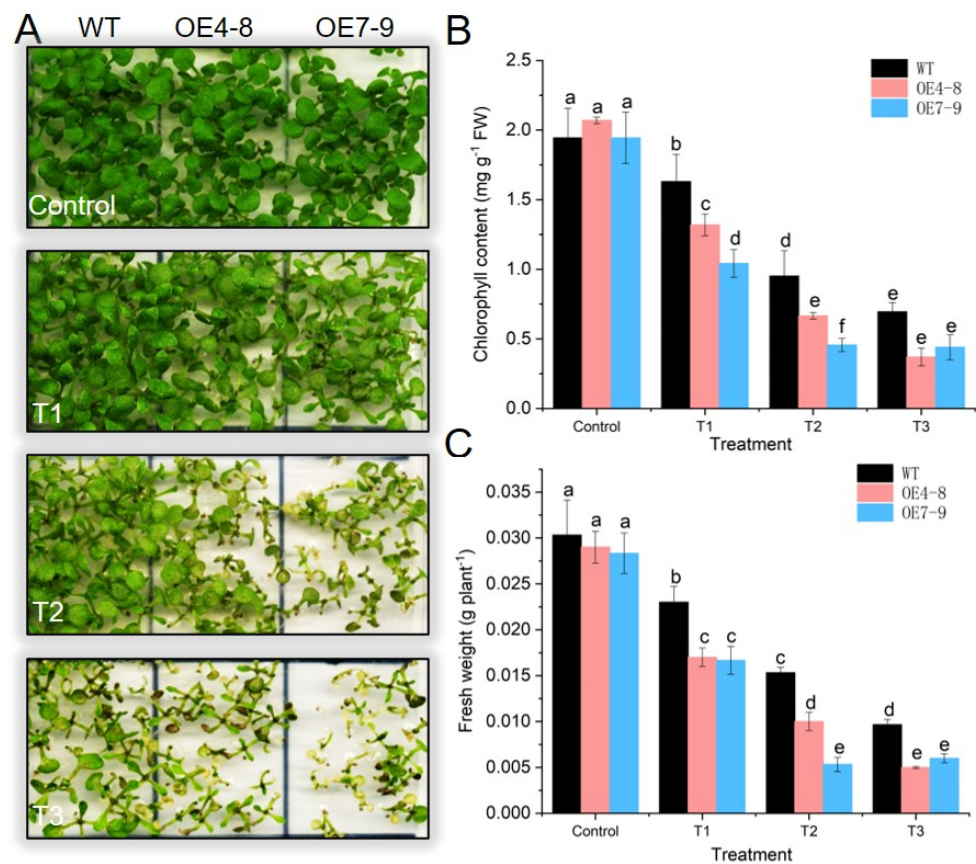 A WT OE4-8 OE7-9
Control
T1
T2
T3
B
WT
OE4-8
OE7-9
Chlorophyll content (mg g⁻¹ FW)
2.5
2.0
1.5
1.0
0.5
0.0
a a a
b c d
d e f
e e e
Control T1 T2 T3
Treatment
C
WT
OE4-8
OE7-9
Fresh weight (g plant⁻¹)
0.035
0.030
0.025
0.020
0.015
0.010
0.005
0.000
a a a
b c c
c d e
d e e
Control T1 T2 T3
Treatment